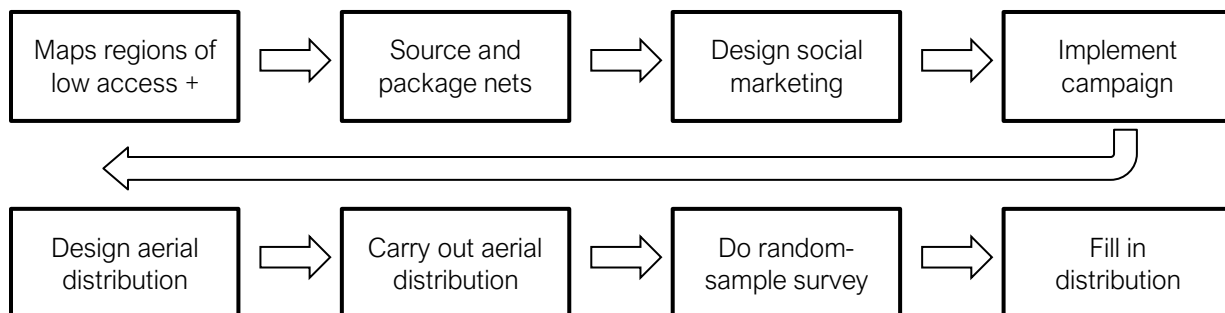 Maps regions of
low access +
Source and
package nets
Design social
marketing
Implement
campaign
Design aerial
distribution
Carry out aerial
distribution
Do random-
sample survey
Fill in
distribution